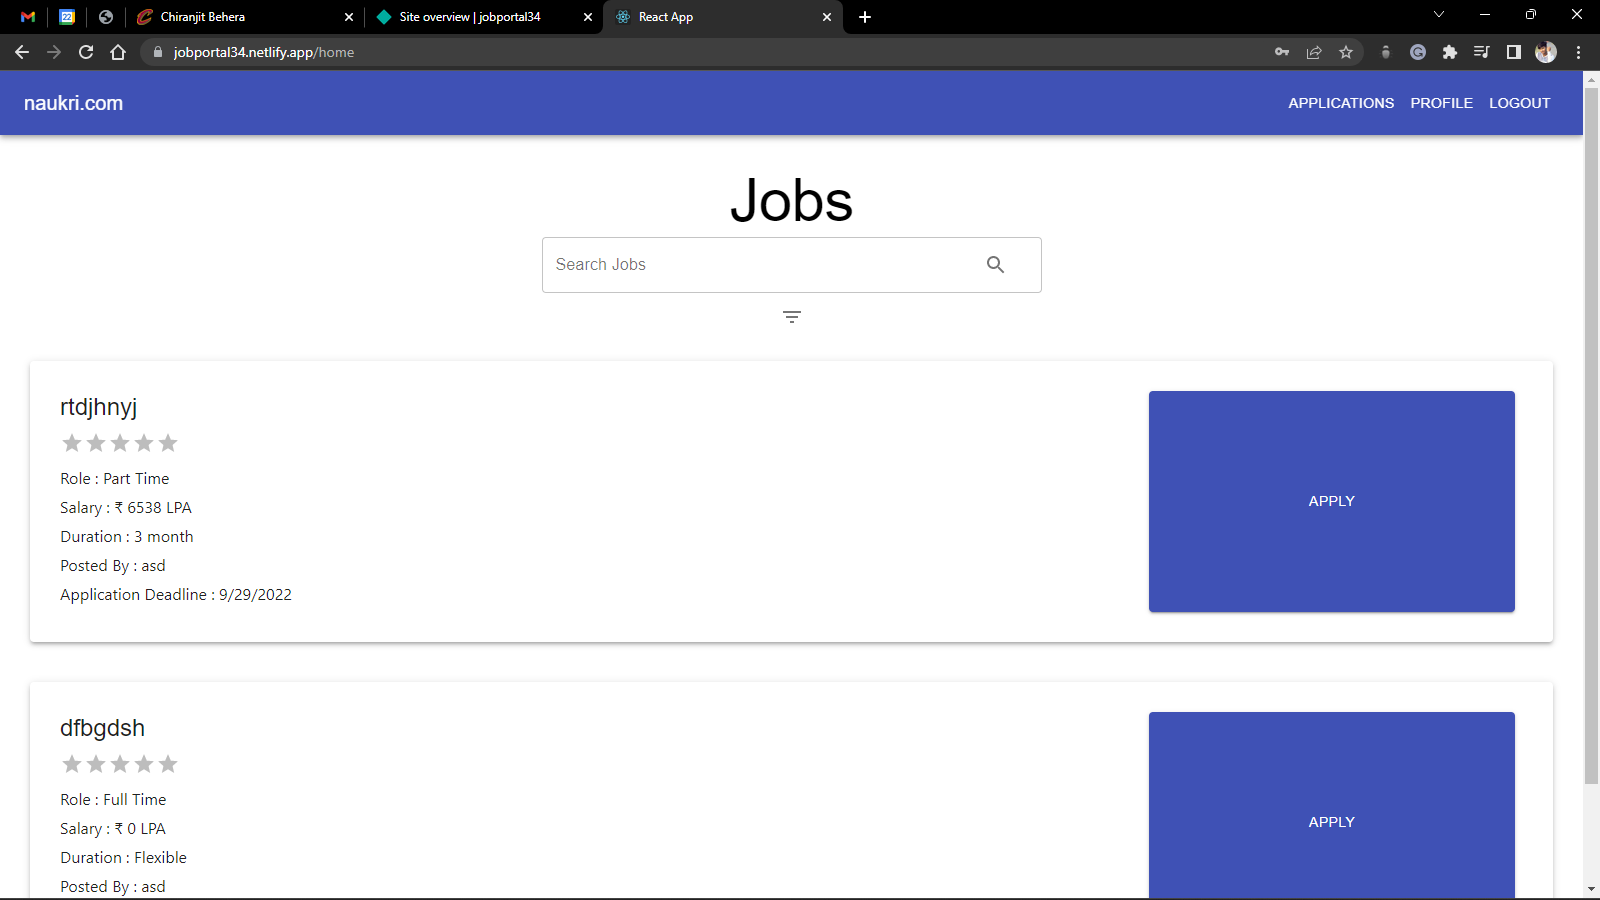 Chiranjit Behera
Site overview | jobportal34
React App
jobportal34.netlify.app/home
naukri.com
APPLICATIONS PROFILE LOGOUT
Jobs
Search Jobs
rtdjhnyj
Role : Part Time
Salary : ₹ 6538 LPA
Duration : 3 month
Posted By : asd
Application Deadline : 9/29/2022
APPLY
dfbgdsh
Role : Full Time
Salary : ₹ 0 LPA
Duration : Flexible
Posted By : asd
APPLY